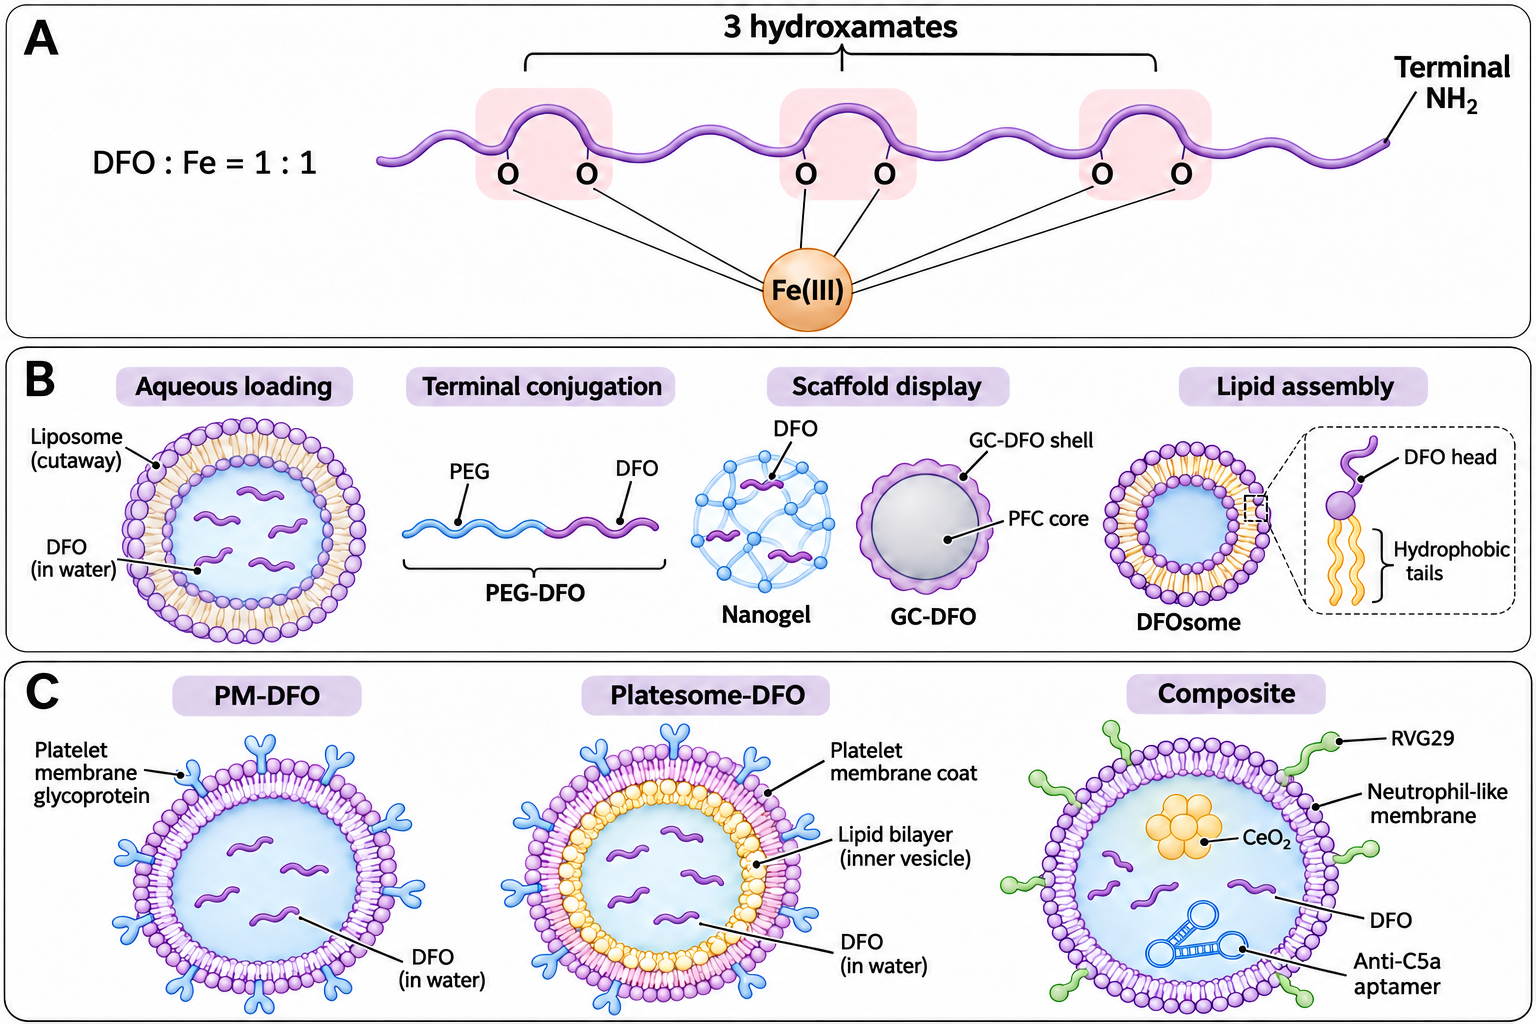 A
3 hydroxamates
Terminal
NH₂
DFO : Fe = 1 : 1
O
O
O
O
O
O
Fe(III)
B
Aqueous loading
Liposome
(cutaway)
DFO
(in water)
Terminal conjugation
PEG
DFO
PEG-DFO
Scaffold display
DFO
Nanogel
GC-DFO shell
PFC core
GC-DFO
Lipid assembly
DFOsome
DFO head
Hydrophobic
tails
C
PM-DFO
Platelet
membrane
glycoprotein
DFO
(in water)
Platesome-DFO
Platelet
membrane coat
Lipid bilayer
(inner vesicle)
DFO
(in water)
Composite
RVG29
Neutrophil-like
membrane
CeO₂
DFO
Anti-C5a
aptamer